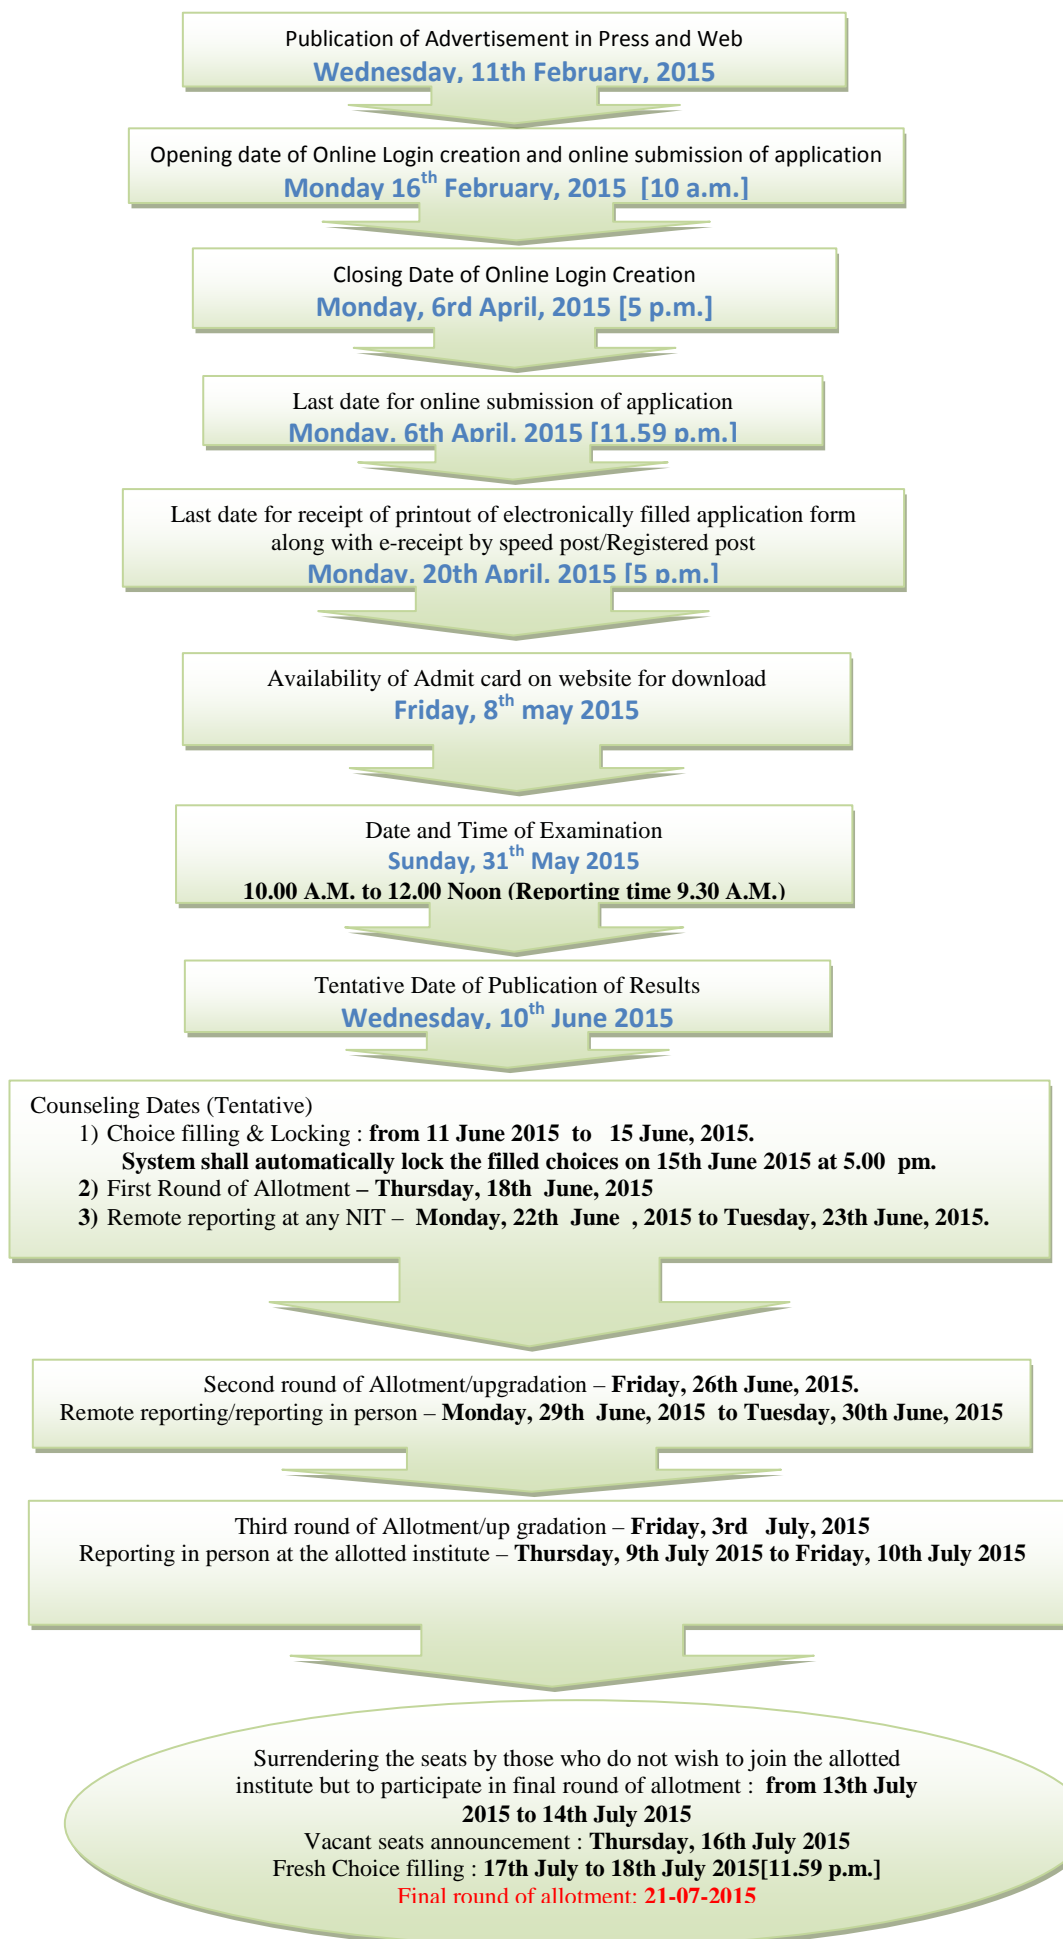 Publication of Advertisement in Press and Web
Wednesday, 11th February, 2015
Opening date of Online Login creation and online submission of application
Monday 16th February, 2015 [10 a.m.]
Closing Date of Online Login Creation
Monday, 6rd April, 2015 [5 p.m.]
Last date for online submission of application
Monday, 6th April, 2015 [11.59 p.m.]
Last date for receipt of printout of electronically filled application form
along with e-receipt by speed post/Registered post
Monday, 20th April, 2015 [5 p.m.]
Availability of Admit card on website for download
Friday, 8th may 2015
Date and Time of Examination
Sunday, 31th May 2015
10.00 A.M. to 12.00 Noon (Reporting time 9.30 A.M.)
Tentative Date of Publication of Results
Wednesday, 10th June 2015
Counseling Dates (Tentative)
1) Choice filling & Locking : from 11 June 2015 to 15 June, 2015.
System shall automatically lock the filled choices on 15th June 2015 at 5.00 pm.
2) First Round of Allotment – Thursday, 18th June, 2015
3) Remote reporting at any NIT – Monday, 22th June , 2015 to Tuesday, 23th June, 2015.
Second round of Allotment/upgradation – Friday, 26th June, 2015.
Remote reporting/reporting in person – Monday, 29th June, 2015 to Tuesday, 30th June, 2015
Third round of Allotment/up gradation – Friday, 3rd July, 2015
Reporting in person at the allotted institute – Thursday, 9th July 2015 to Friday, 10th July 2015
Surrendering the seats by those who do not wish to join the allotted
institute but to participate in final round of allotment : from 13th July
2015 to 14th July 2015
Vacant seats announcement : Thursday, 16th July 2015
Fresh Choice filling : 17th July to 18th July 2015[11.59 p.m.]
Final round of allotment: 21-07-2015